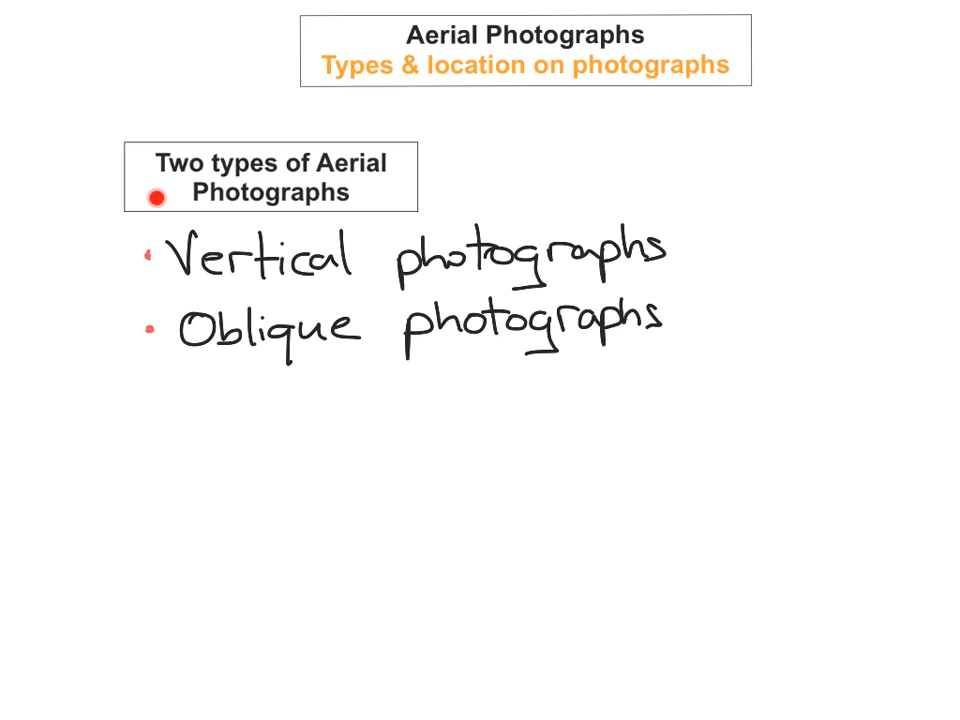 Aerial Photographs
Types & location on photographs
Two types of Aerial
Photographs
· Vertical photographs
· Oblique photographs